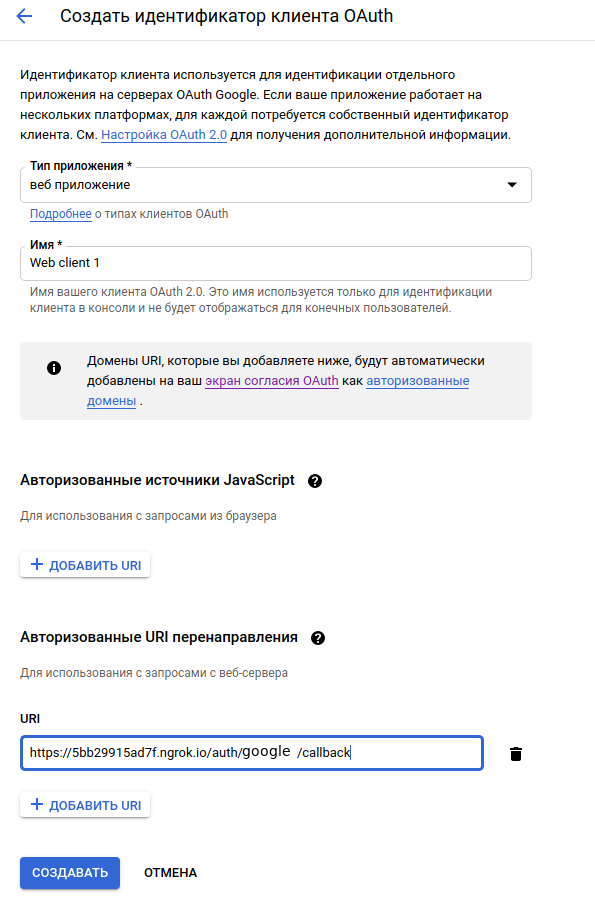 Создать идентификатор клиента OAuth
Идентификатор клиента используется для идентификации отдельного
приложения на серверах OAuth Google. Если ваше приложение работает на
нескольких платформах, для каждой потребуется собственный идентификатор
клиента. См. Настройка OAuth 2.0 для получения дополнительной информации.
Тип приложения *
веб приложение
Подробнее о типах клиентов OAuth
Имя *
Web client 1
Имя вашего клиента OAuth 2.0. Это имя используется только для идентификации
клиента в консоли и не будет отображаться для конечных пользователей.
Домены URI, которые вы добавляете ниже, будут автоматически
добавлены на ваш экран согласия OAuth как авторизованные
домены .
Авторизованные источники JavaScript
Для использования с запросами из браузера
+ ДОБАВИТЬ URI
Авторизованные URI перенаправления
Для использования с запросами с веб-сервера
URI
https://5bb29915ad7f.ngrok.io/auth/google /callback
+ ДОБАВИТЬ URI
СОЗДАВАТЬ ОТМЕНА